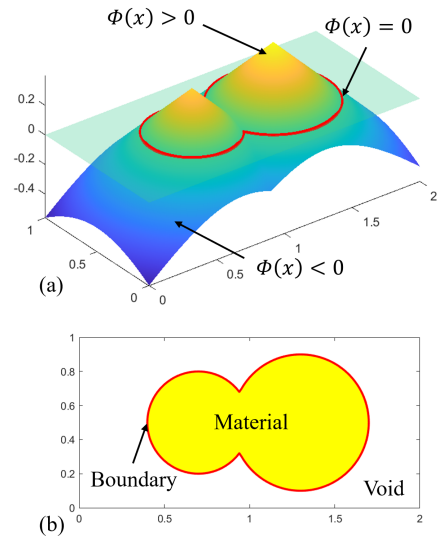 Φ(x) > 0
Φ(x) = 0
0.2
0
-0.2
-0.4
1
0.5
0
0
0.5
1
1.5
2
Φ(x) < 0
(a)
1
0.8
0.6
0.4
0.2
0
Material
Boundary
Void
0
0.5
1
1.5
2
(b)